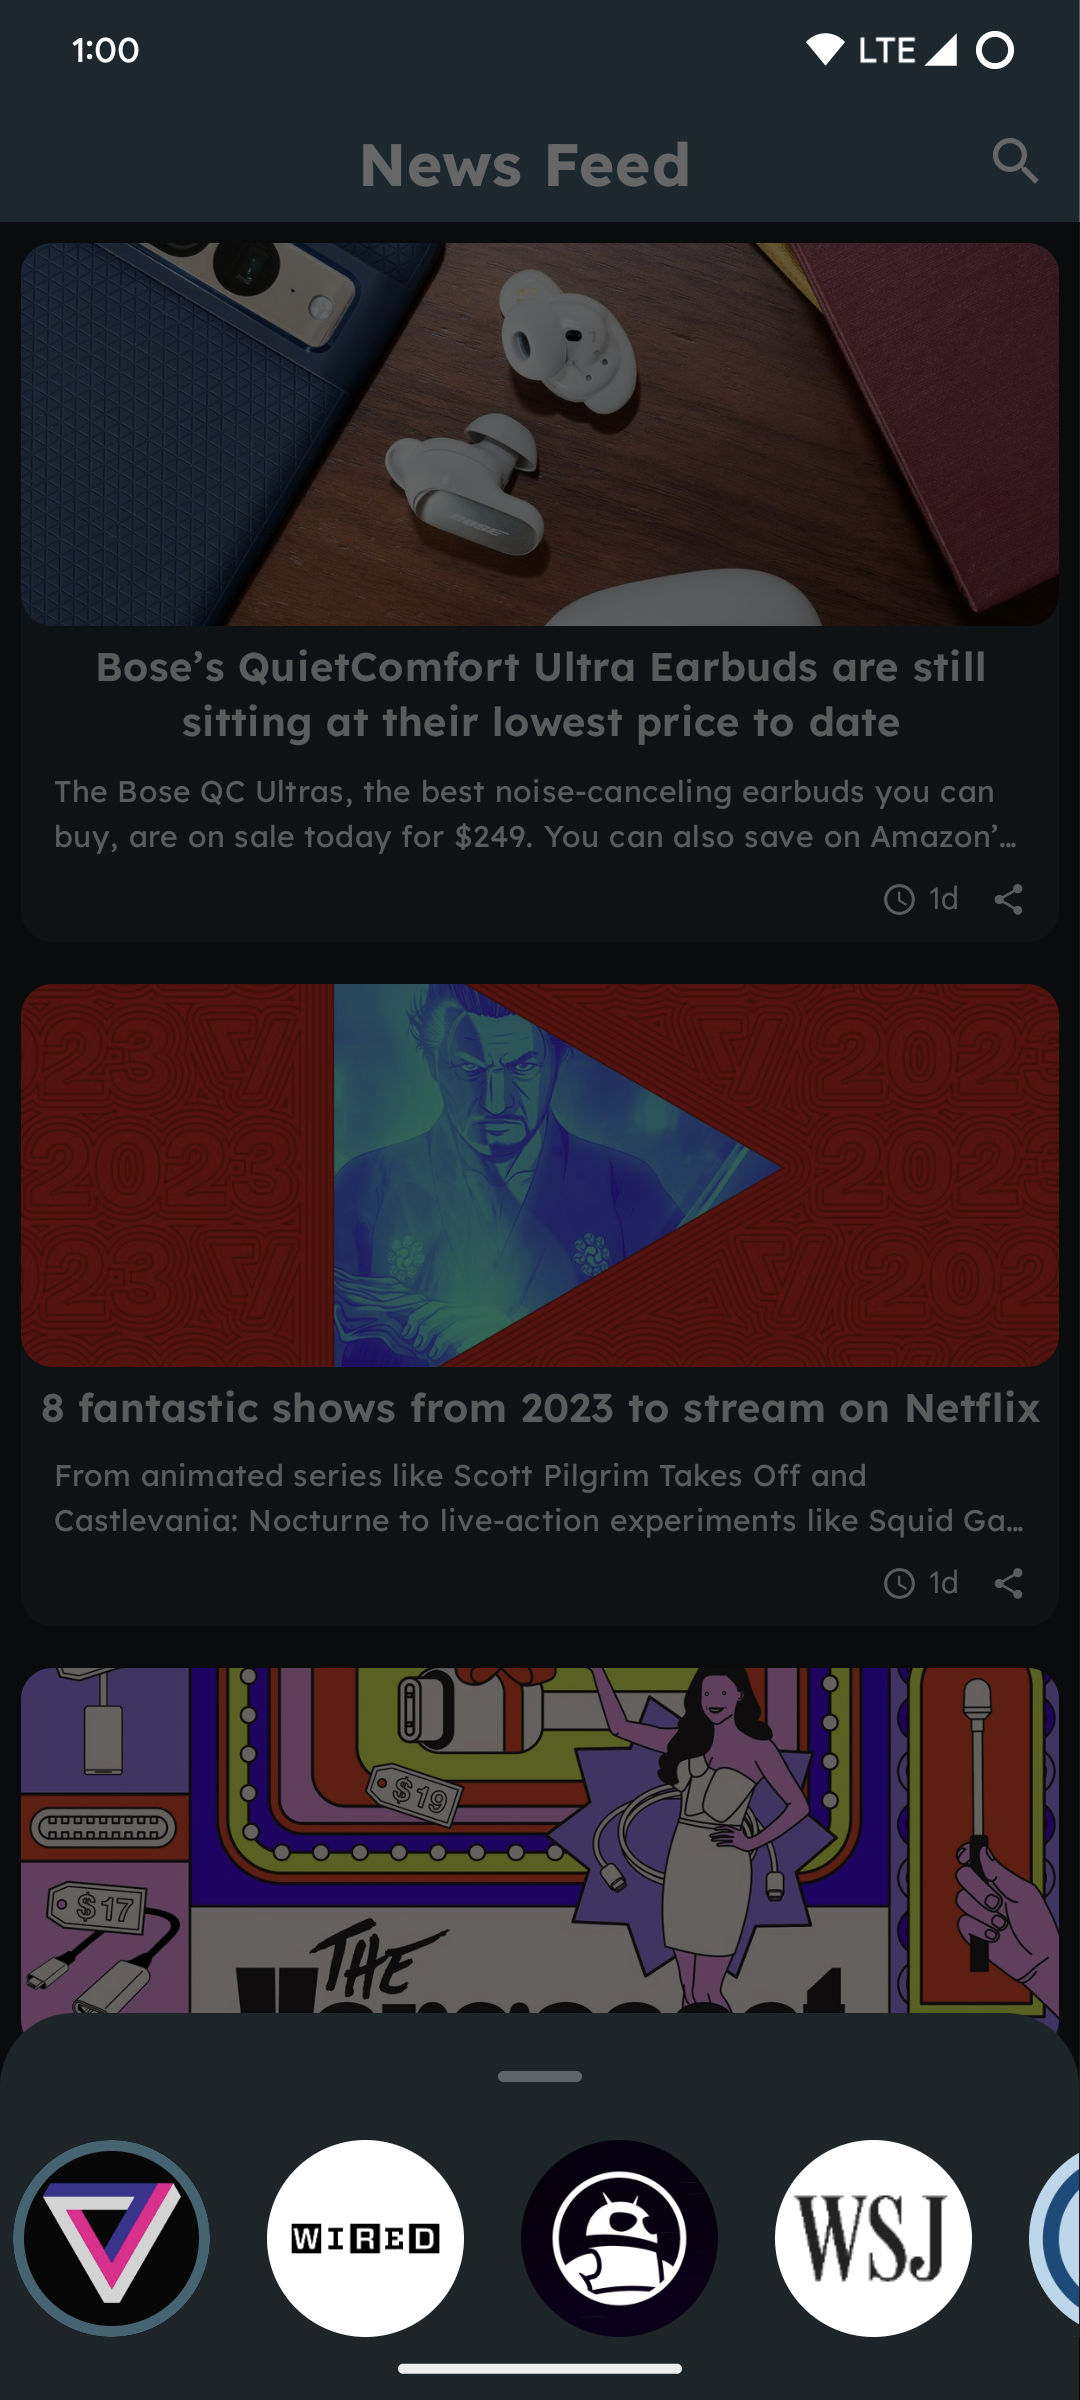 1:00
LTE
News Feed
BOSE
Bose’s QuietComfort Ultra Earbuds are still
sitting at their lowest price to date
The Bose QC Ultras, the best noise-canceling earbuds you can
buy, are on sale today for $249. You can also save on Amazon’…
1d
23
202
2023
2023
23
202
8 fantastic shows from 2023 to stream on Netflix
From animated series like Scott Pilgrim Takes Off and
Castlevania: Nocturne to live-action experiments like Squid Ga…
1d
$19
$17
THE
WIRED
WSJ